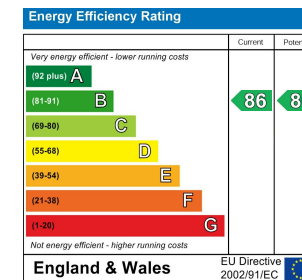 Energy Efficiency Rating
Current
Very energy efficient - lower running costs
(92 plus) A
(81-91) B
86
(69-80) C
(55-68) D
(39-54) E
(21-38) F
(1-20) G
Not energy efficient - higher running costs
England & Wales
EU Directive
2002/91/EC